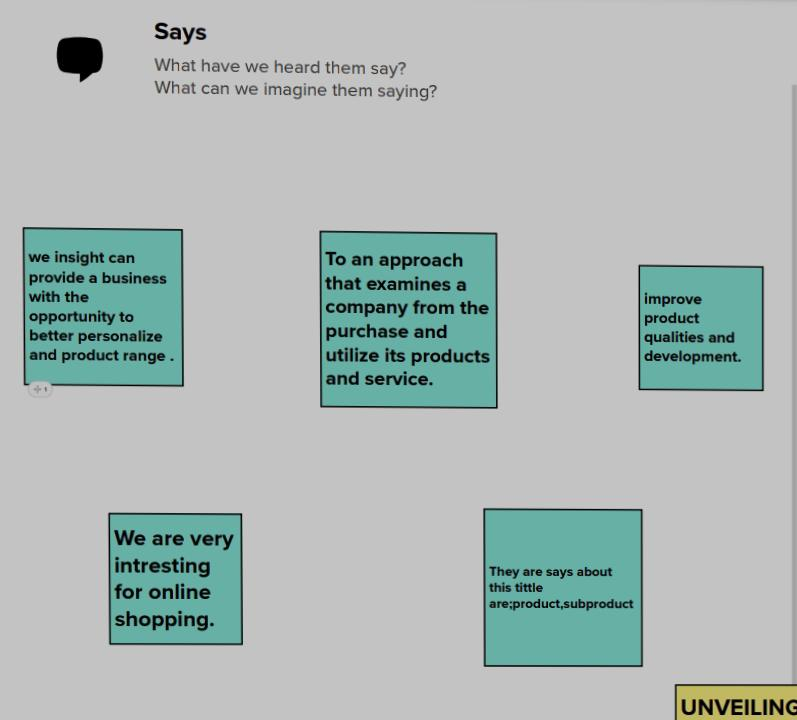 Says
What have we heard them say?
What can we imagine them saying?
we insight can
provide a business
with the
opportunity to
better personalize
and product range .
To an approach
that examines a
company from the
purchase and
utilize its products
and service.
improve
product
qualities and
development.
We are very
intresting
for online
shopping.
They are says about
this tittle
are;product,subproduct
UNVEILING